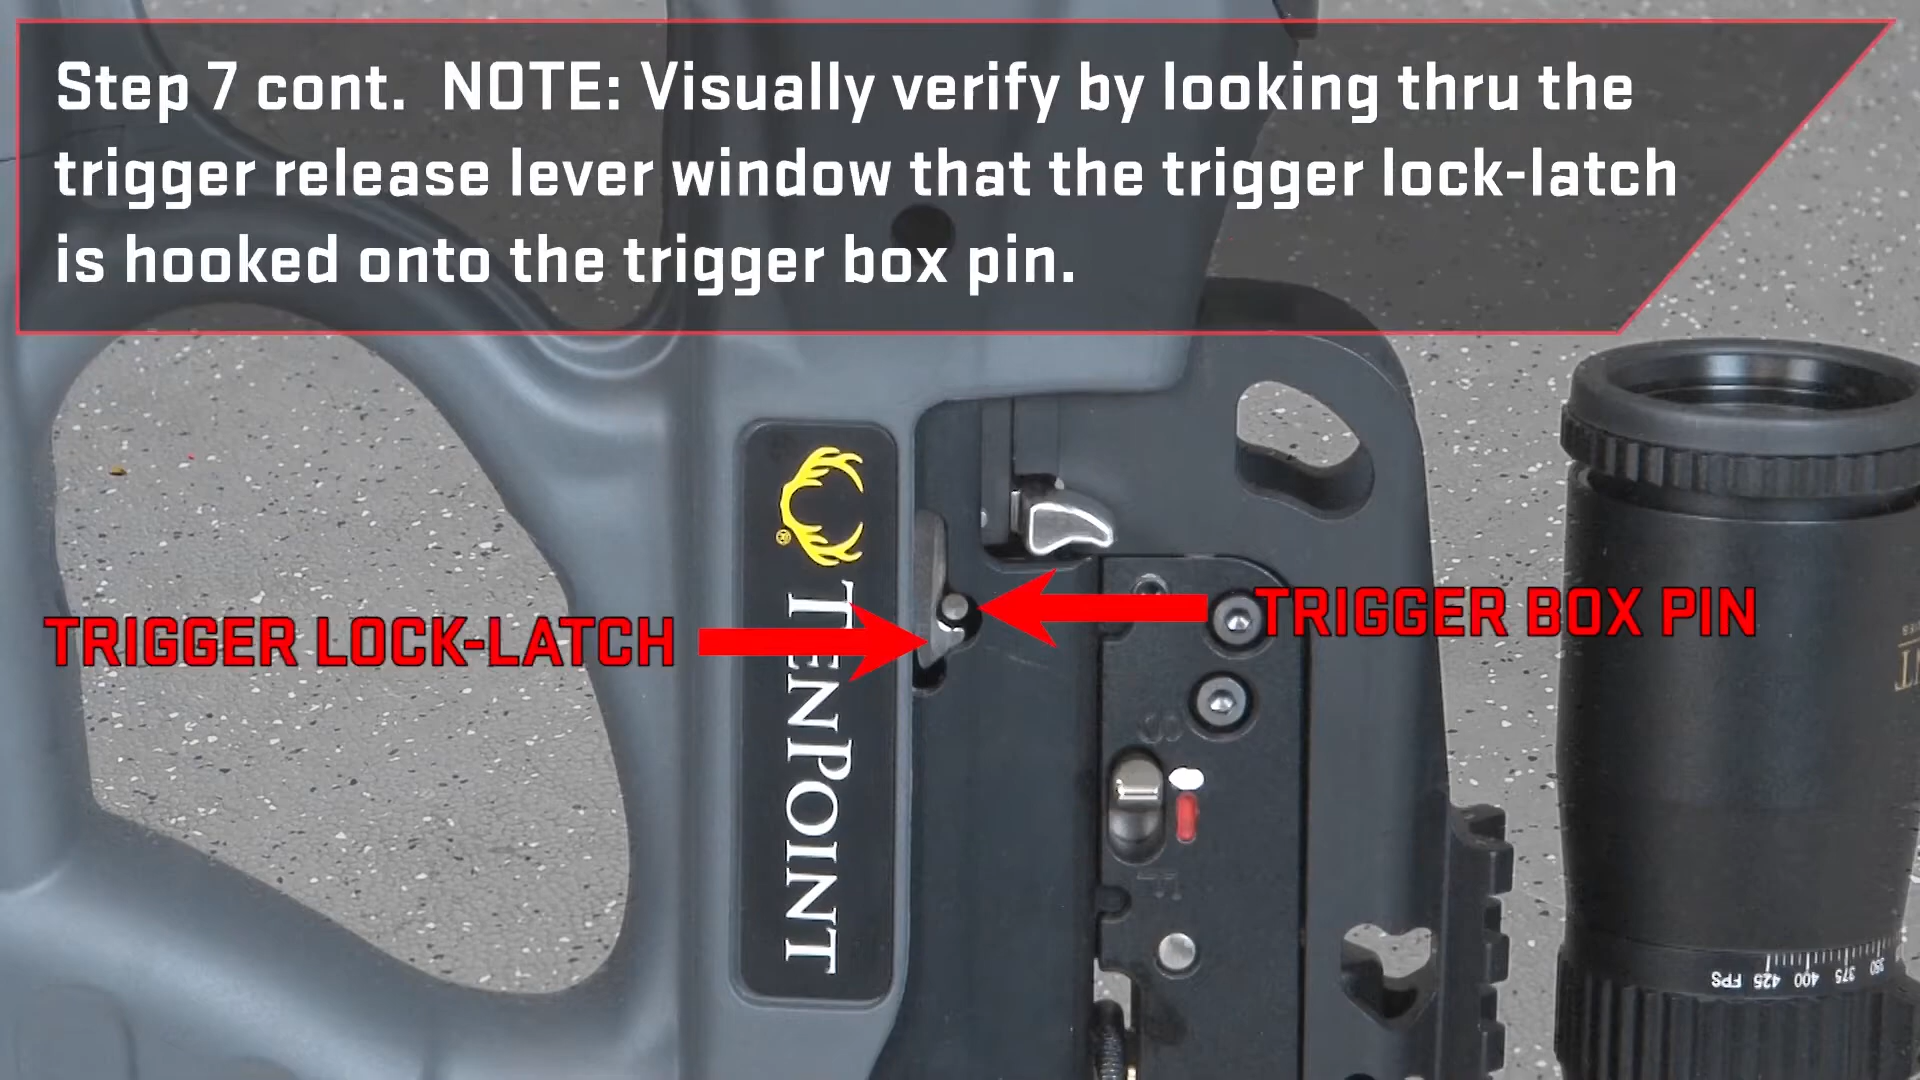 Step 7 cont. NOTE: Visually verify by looking thru the
trigger release lever window that the trigger lock-latch
is hooked onto the trigger box pin.
TRIGGER LOCK-LATCH
TRIGGER BOX PIN
TENPOINT
®
FPS 425 400 375 350